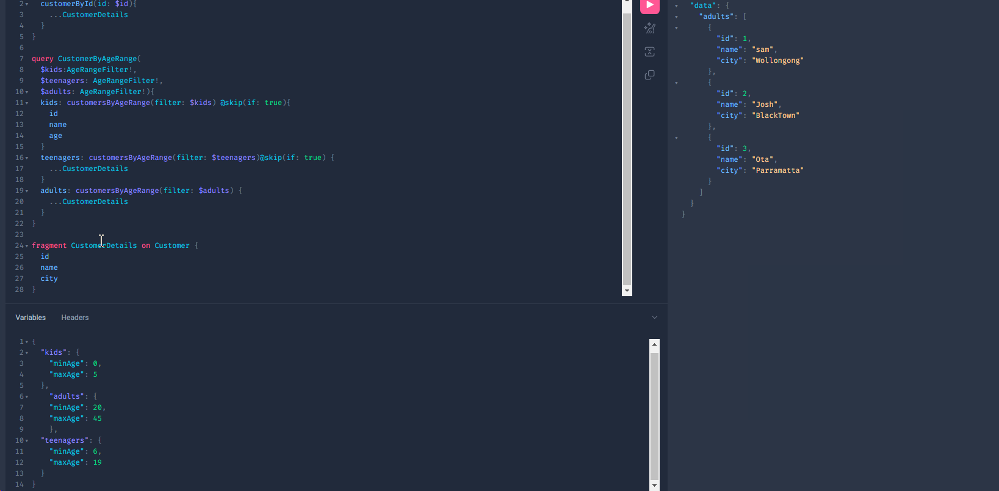 2 customerById(id: $id){
3 ...CustomerDetails
4 }
5 }
6
7 query CustomerByAgeRange(
8 $kids:AgeRangeFilter!,
9 $teenagers: AgeRangeFilter!,
10 $adults: AgeRangeFilter!){
11 kids: customersByAgeRange(filter: $kids) @skip(if: true){
12 id
13 name
14 age
15 }
16 teenagers: customersByAgeRange(filter: $teenagers)@skip(if: true) {
17 ...CustomerDetails
18 }
19 adults: customersByAgeRange(filter: $adults) {
20 ...CustomerDetails
21 }
22 }
23
24 fragment CustomerDetails on Customer {
25 id
26 name
27 city
28 }
Variables Headers
1 {
2 "kids": {
3 "minAge": 0,
4 "maxAge": 5
5 },
6 "adults": {
7 "minAge": 20,
8 "maxAge": 45
9 },
10 "teenagers": {
11 "minAge": 6,
12 "maxAge": 19
13 }
14 }
"data": {
"adults": [
{
"id": 1,
"name": "sam",
"city": "Wollongong"
},
{
"id": 2,
"name": "Josh",
"city": "BlackTown"
},
{
"id": 3,
"name": "Ota",
"city": "Parramatta"
}
]
}
}